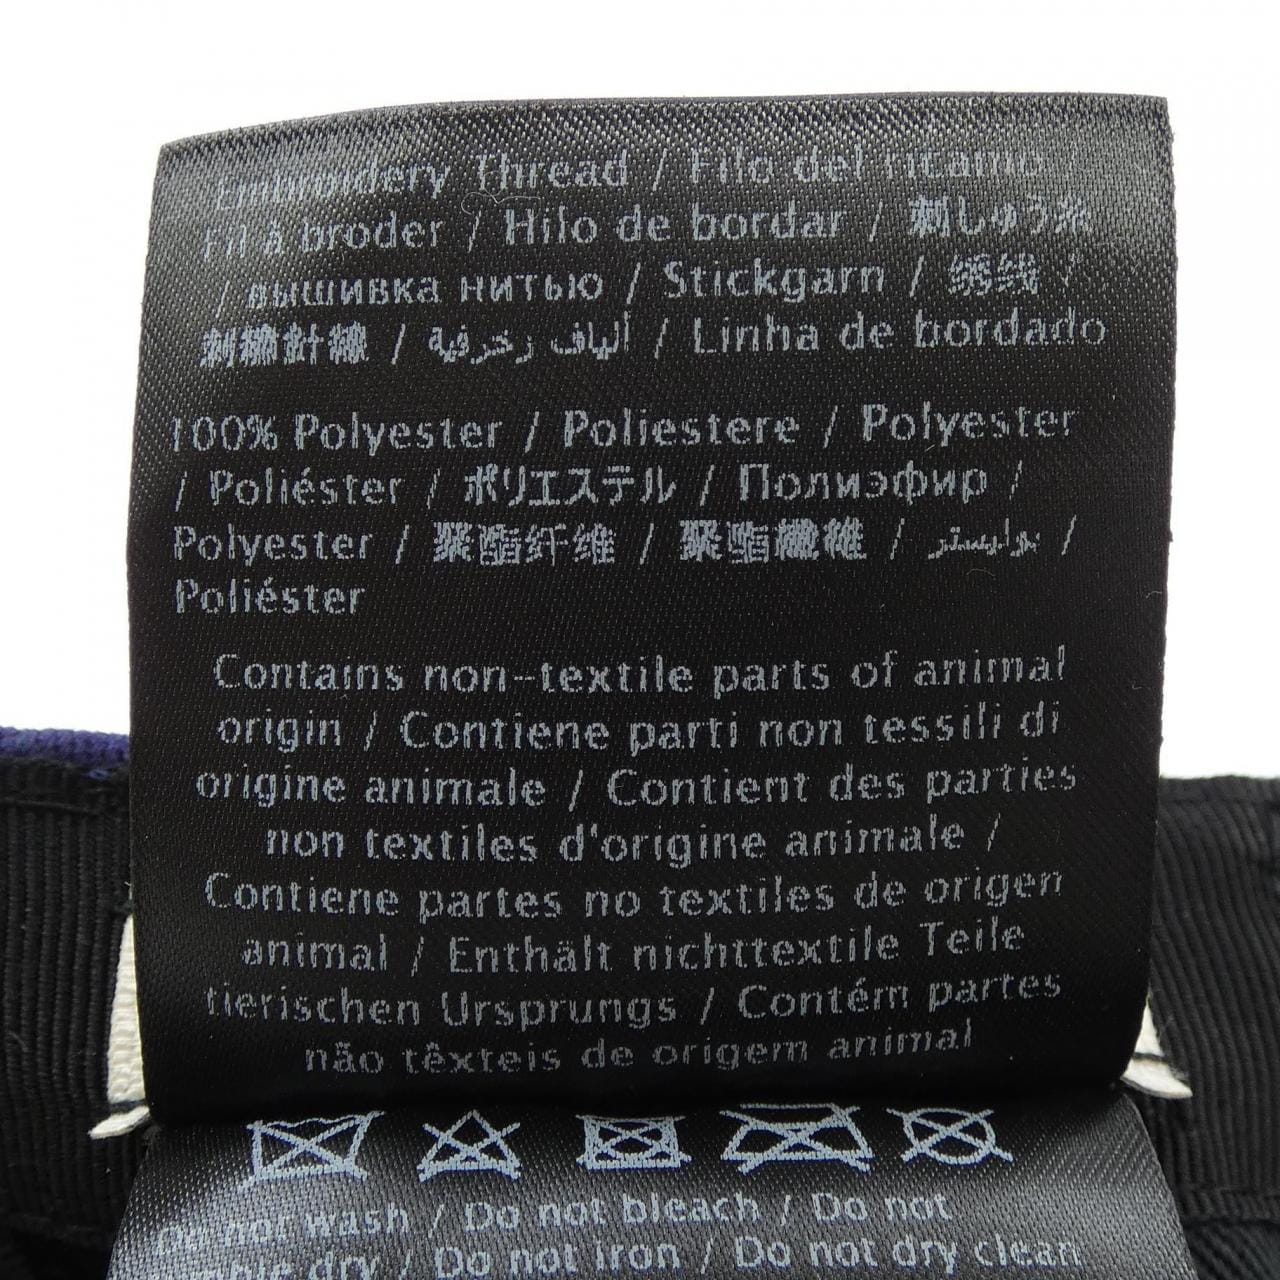 Embroidery Thread / Filo del ricamo /
Fil à broder / Hilo de bordar / 刺しゅう糸
/ вышивка нитью / Stickgarn / 绣线 /
刺繡針線 / ألياف زخرفية / Linha de bordado
100% Polyester / Poliestere / Polyester
/ Poliéster / ポリエステル / Полиэфир /
Polyester / 聚酯纤维 / 聚酯纖維 / بوليستر /
Poliéster
Contains non-textile parts of animal
origin / Contiene parti non tessili di
origine animale / Contient des parties
non textiles d'origine animale /
Contiene partes no textiles de origen
animal / Enthält nichttextile Teile
tierischen Ursprungs / Contém partes
não têxteis de origem animal
Do not wash / Do not bleach / Do not
tumble dry / Do not iron / Do not dry clean